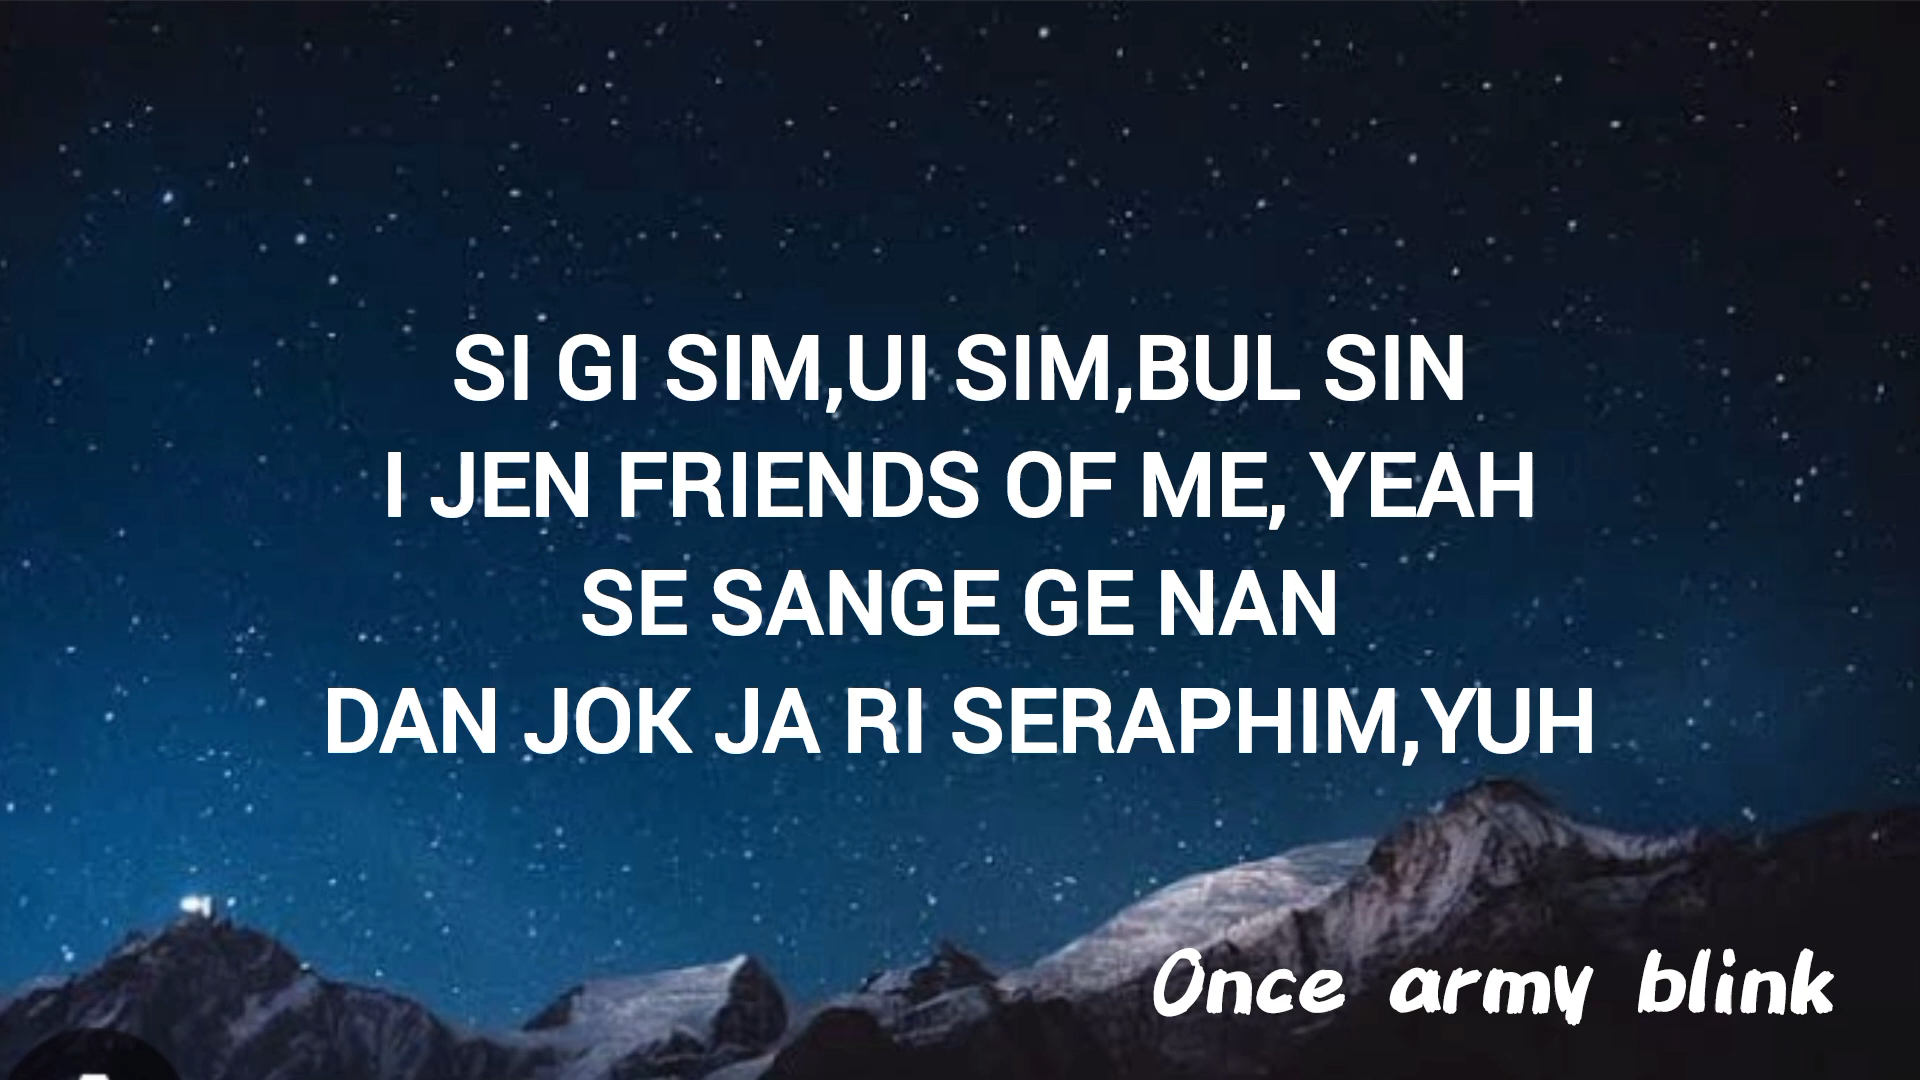 SI GI SIM,UI SIM,BUL SIN
I JEN FRIENDS OF ME, YEAH
SE SANGE GE NAN
DAN JOK JA RI SERAPHIM,YUH
Once army blink